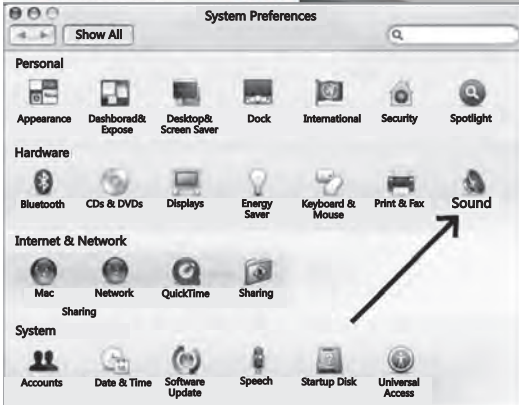 System Preferences
Show All
Personal
Appearance Dashborad& Desktop& Dock International Security Spotlight
Expose Screen Saver
Hardware
Bluetooth CDs & DVDs Displays Energy Keyboard & Print & Fax Sound
Saver Mouse
Internet & Network
Mac Network QuickTime Sharing
Sharing
System
Accounts Date & Time Software Speech Startup Disk Universal
Update Access